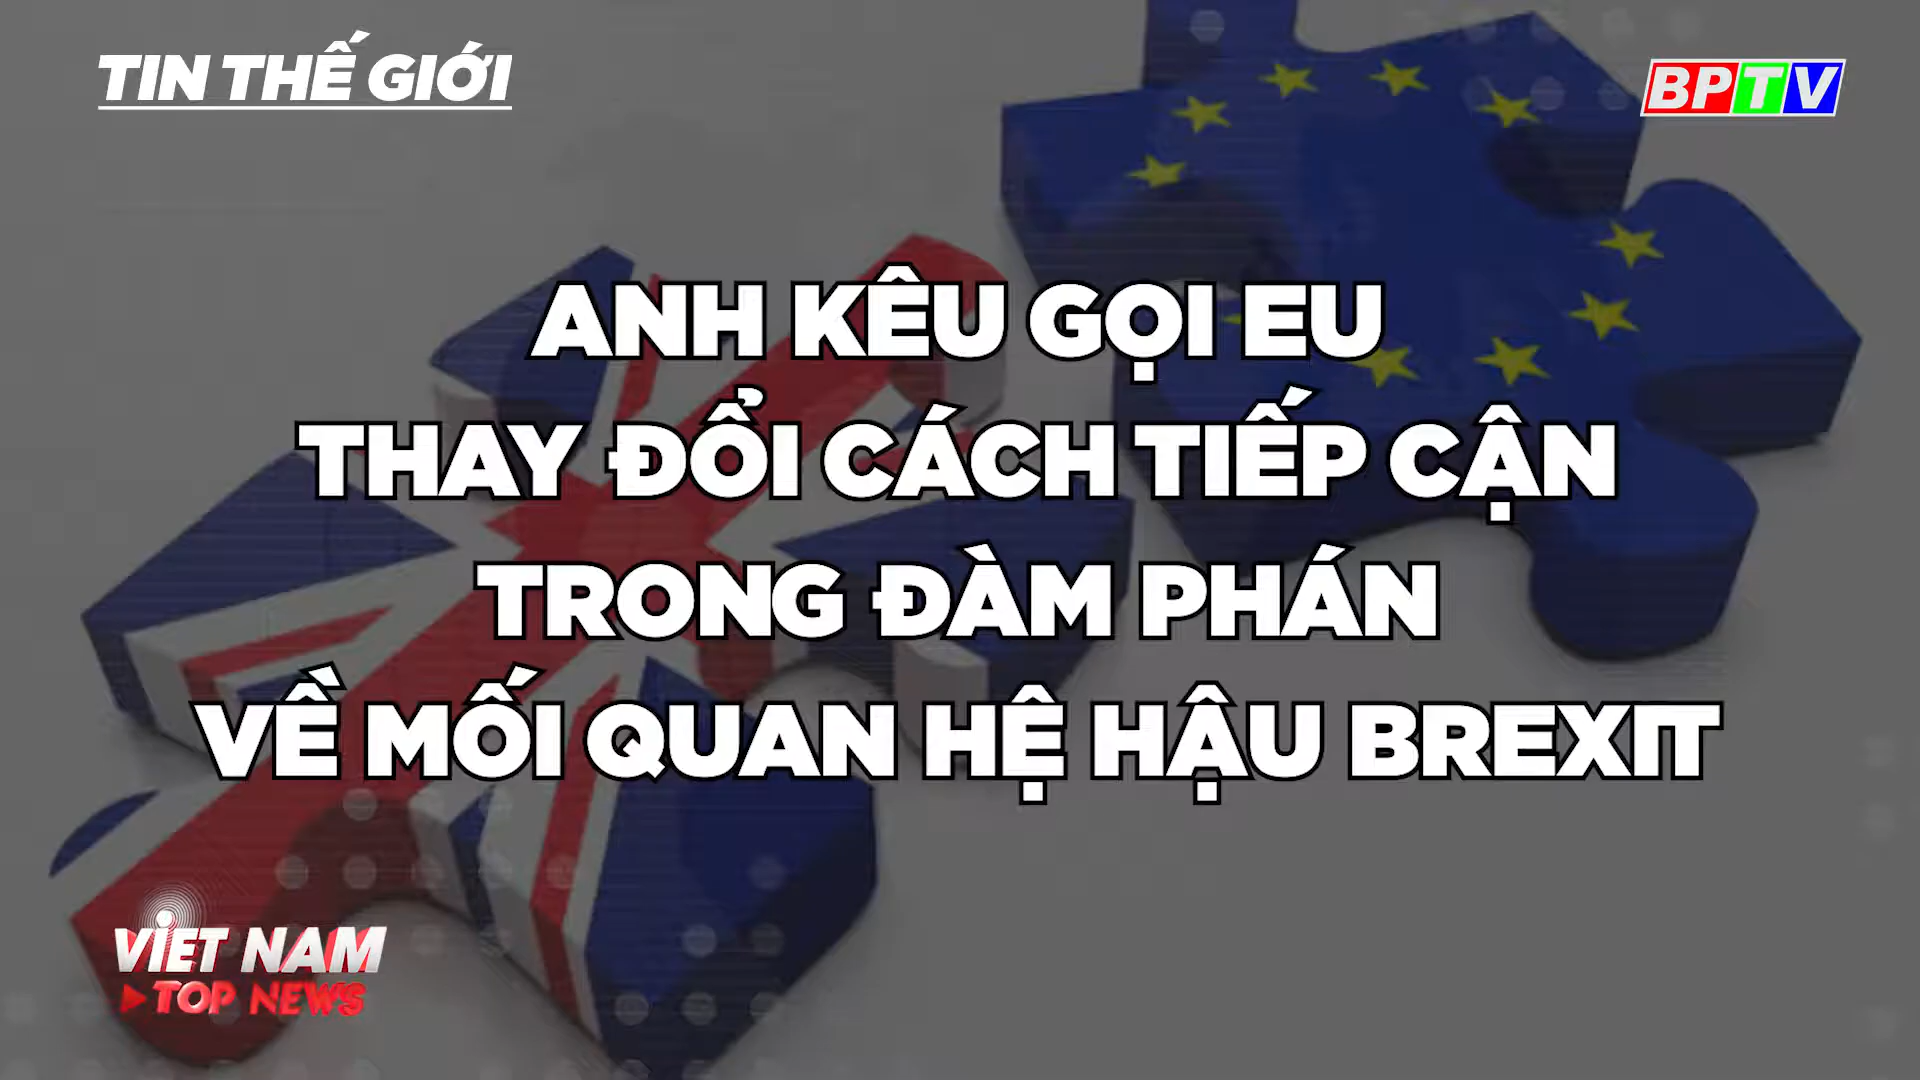 TIN THẾ GIỚI
BPTV
ANH KÊU GỌI EU
THAY ĐỔI CÁCH TIẾP CẬN
TRONG ĐÀM PHÁN
VỀ MỐI QUAN HỆ HẬU BREXIT
VIET NAM
TOP NEWS